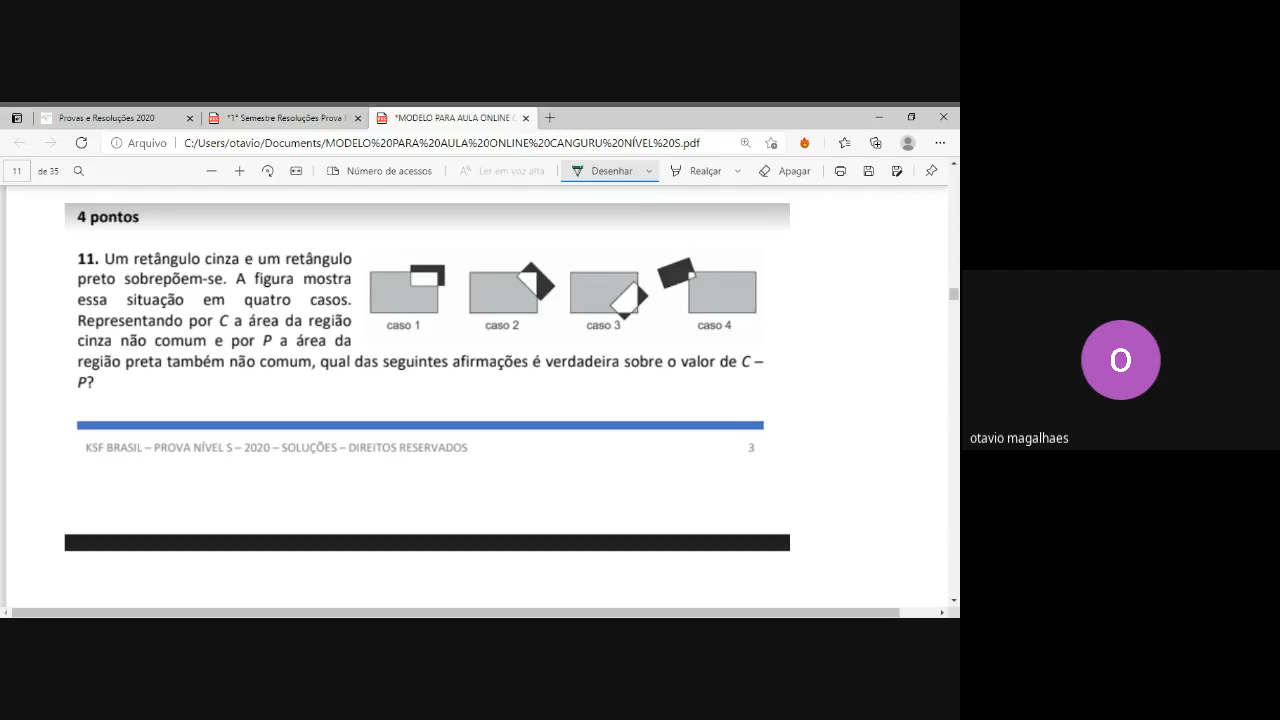 Provas e Resoluções 2020
*1° Semestre Resoluções Prova
*MODELO PARA AULA ONLINE C
Arquivo
C:/Users/otavio/Documents/MODELO%20PARA%20AULA%20ONLINE%20CANGURU%20NÍVEL%20S.pdf
11 de 35
Número de acessos
Ler em voz alta
Desenhar
Realçar
Apagar
4 pontos
11. Um retângulo cinza e um retângulo
preto sobrepõem-se. A figura mostra
essa situação em quatro casos.
Representando por C a área da região
cinza não comum e por P a área da
região preta também não comum, qual das seguintes afirmações é verdadeira sobre o valor de C –
P?
caso 1
caso 2
caso 3
caso 4
KSF BRASIL – PROVA NÍVEL S – 2020 – SOLUÇÕES – DIREITOS RESERVADOS
3
O
otavio magalhaes